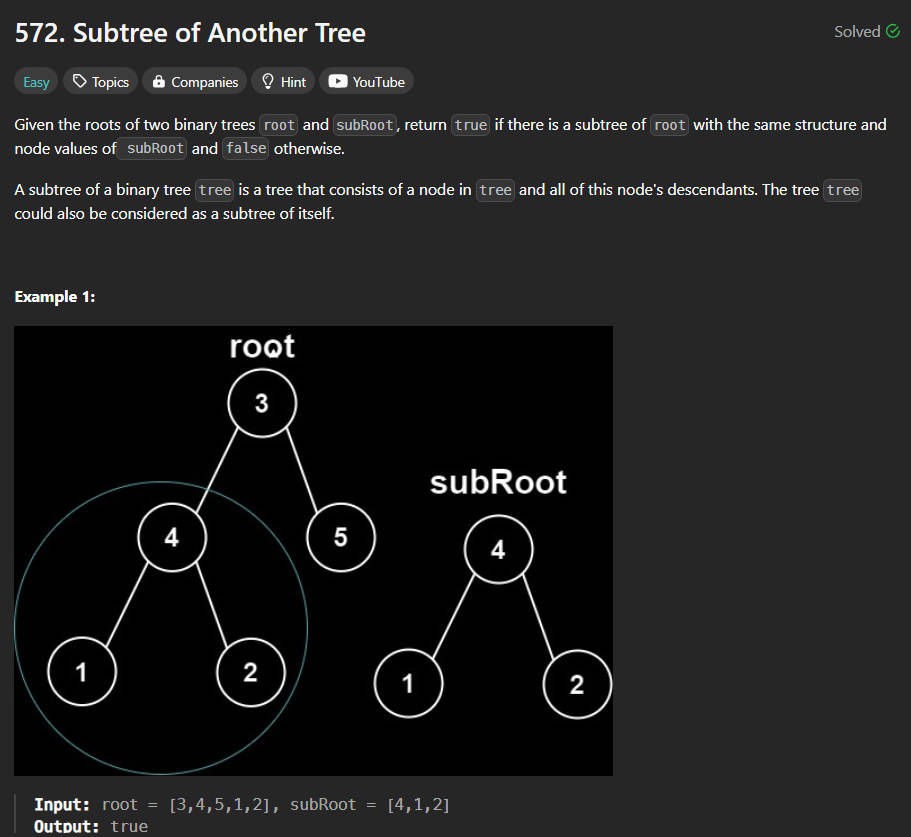 572. Subtree of Another Tree
Solved
Easy Topics Companies Hint YouTube
Given the roots of two binary trees root and subRoot, return true if there is a subtree of root with the same structure and
node values of subRoot and false otherwise.
A subtree of a binary tree tree is a tree that consists of a node in tree and all of this node's descendants. The tree tree
could also be considered as a subtree of itself.
Example 1:
root
3
subRoot
4 5 4
1 2 1 2
Input: root = [3,4,5,1,2], subRoot = [4,1,2]
Output: true